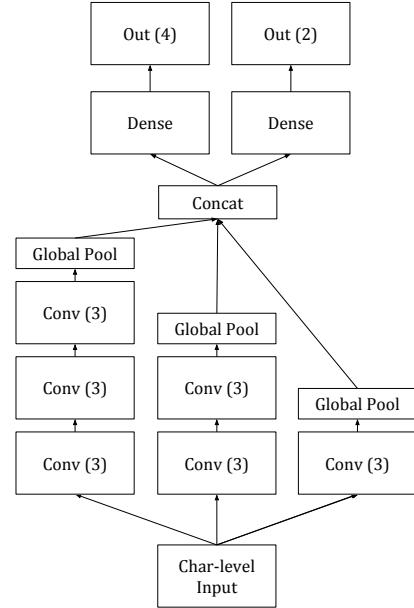 Out (4)
Out (2)
Dense
Dense
Concat
Global Pool
Conv (3)
Global Pool
Conv (3)
Conv (3)
Global Pool
Conv (3)
Conv (3)
Conv (3)
Char-level
Input